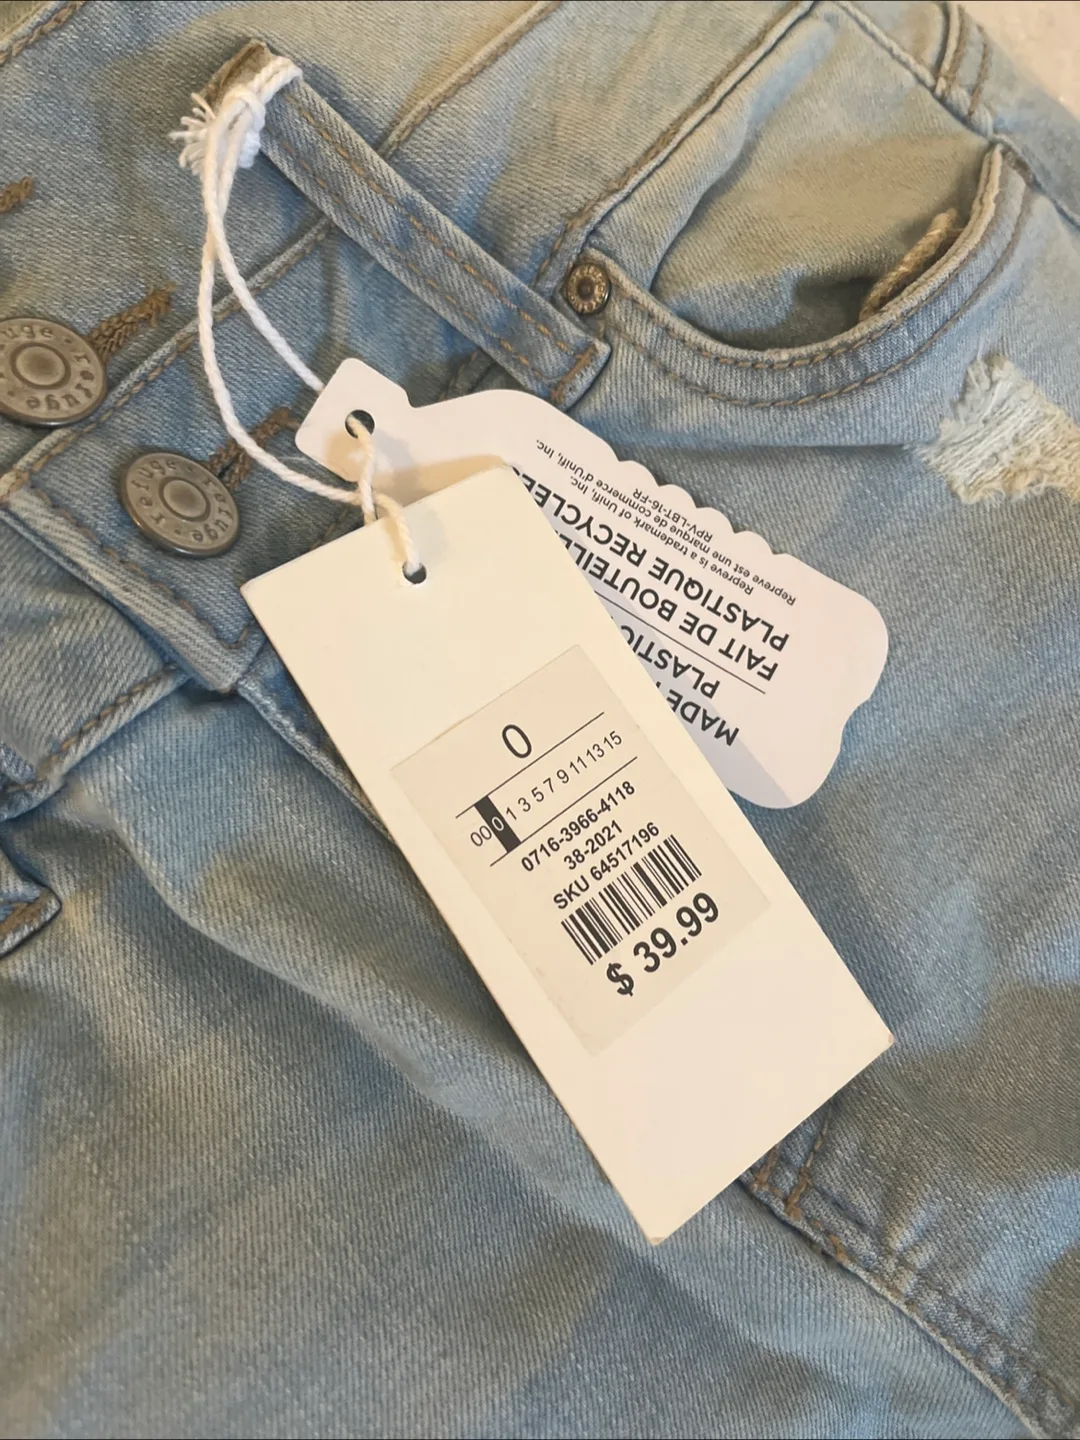 0
00 0 1 3 5 7 9 11 13 15
0716-3966-4118
38-2021
SKU 64517196
$ 39.99
MADE
PLASTIC
FAIT DE BOUTEILLES
PLASTIQUE RECYCLÉES
Repreve is a trademark of Unifi, Inc.
Repreve est une marque de commerce d'Unifi, Inc.
RPV-LBT-16-FR
refuge
refuge